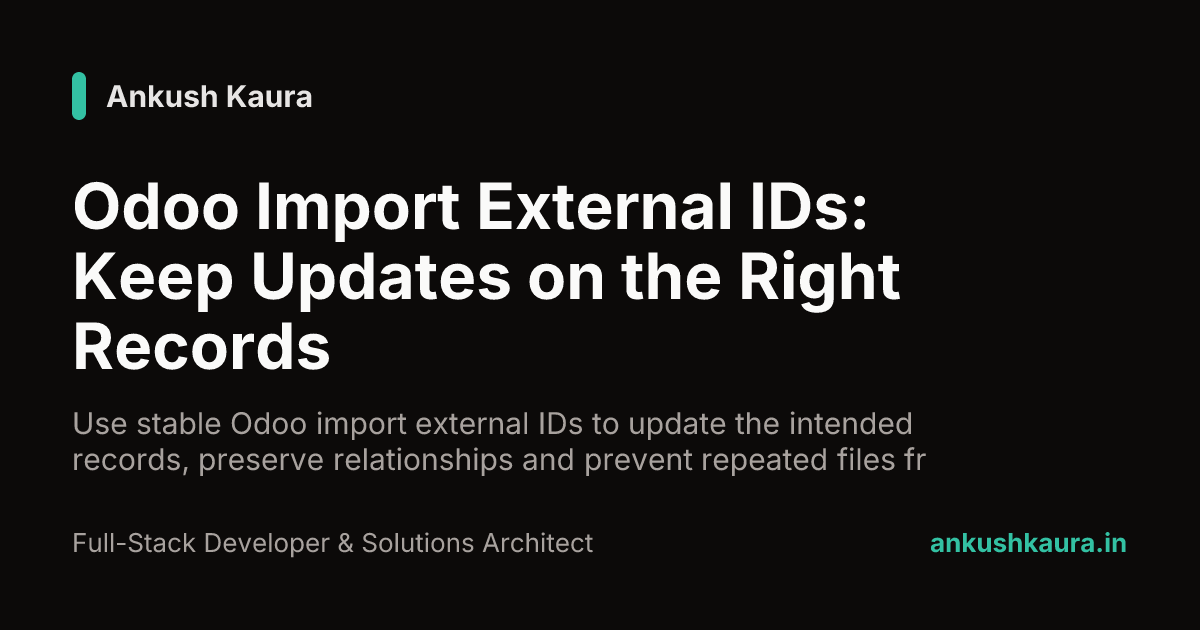 Ankush Kaura
Odoo Import External IDs:
Keep Updates on the Right
Records
Use stable Odoo import external IDs to update the intended
records, preserve relationships and prevent repeated files fr
Full-Stack Developer & Solutions Architect
ankushkaura.in